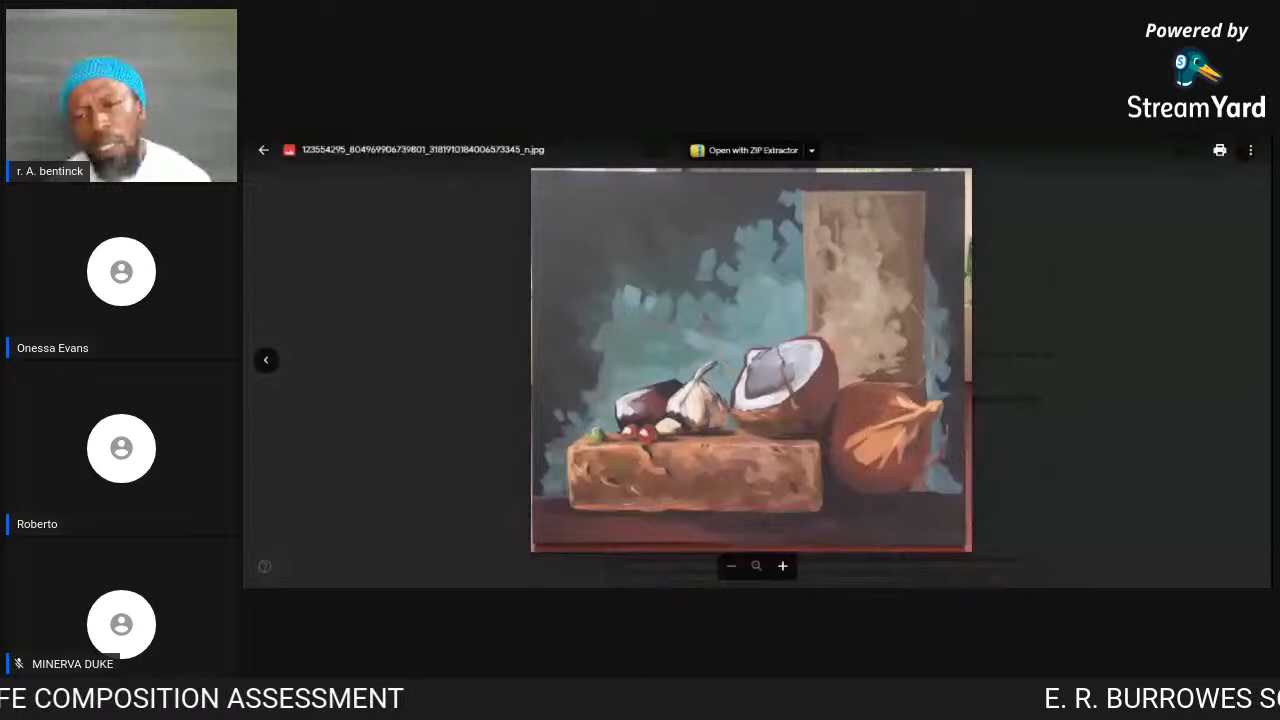 Powered by
StreamYard
123554295_804969906739801_3181910184006573345_n.jpg
Open with ZIP Extractor
r. A. bentinck
Onessa Evans
Roberto
MINERVA DUKE
FE COMPOSITION ASSESSMENT
E. R. BURROWES S